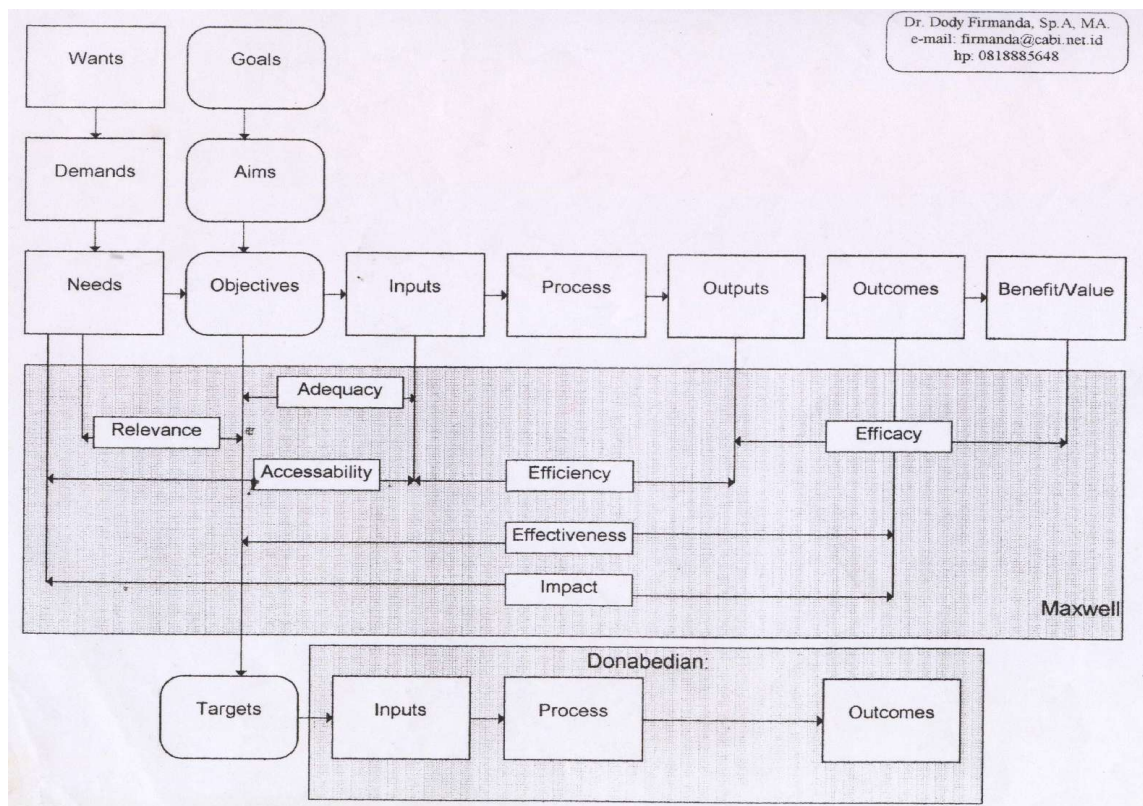 Dr. Dody Firmanda, Sp.A, MA.
e-mail: firmanda@cabi.net.id
hp: 0818885648
Wants
Goals
Demands
Aims
Needs
Objectives
Inputs
Process
Outputs
Outcomes
Benefit/Value
Adequacy
Relevance
Efficacy
Accessability
Efficiency
Effectiveness
Impact
Maxwell
Donabedian:
Targets
Inputs
Process
Outcomes